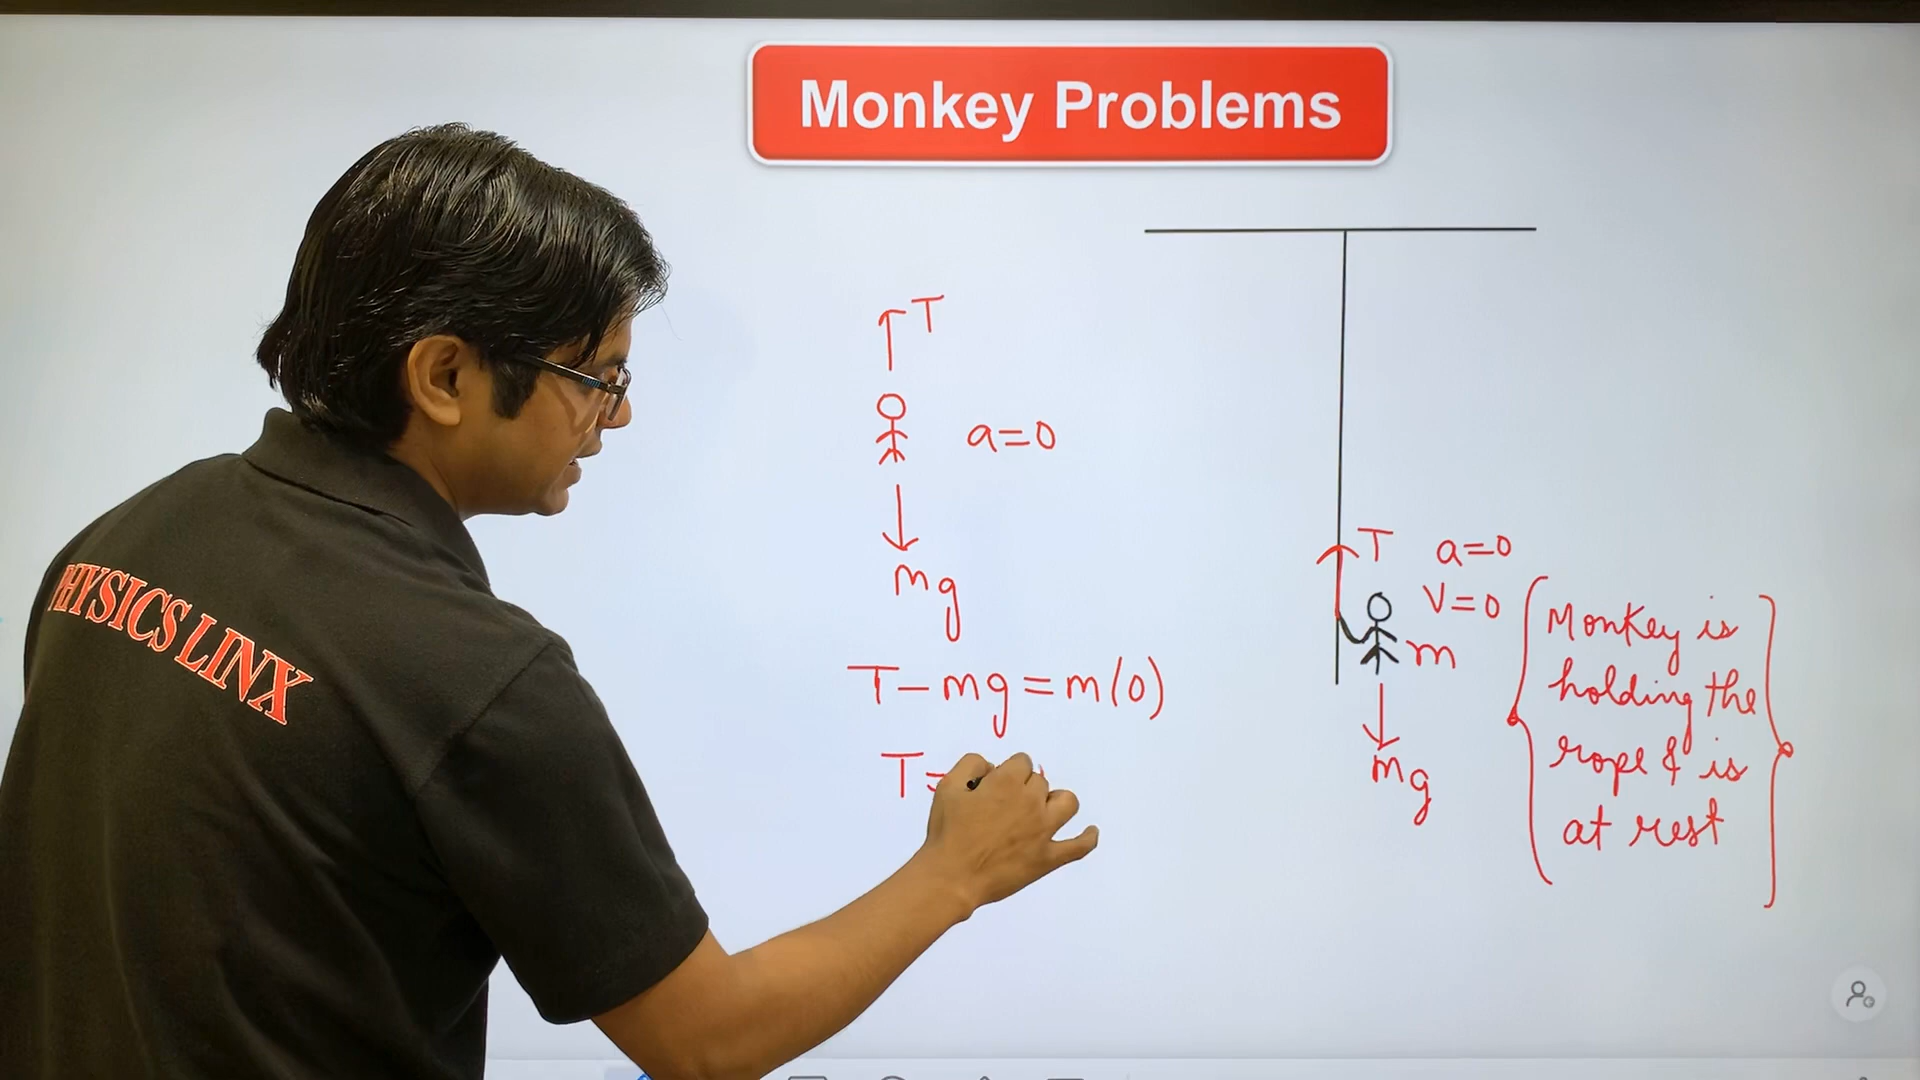 Monkey Problems
PHYSICS LINX
T
a=0
mg
T-mg=m(0)
T=
T a=0
V=0
m
mg
Monkey is
holding the
rope & is
at rest